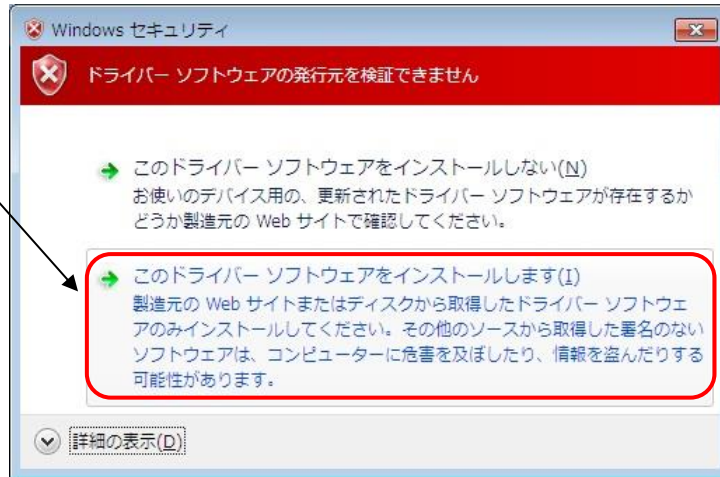 Windows セキュリティ
ドライバー ソフトウェアの発行元を検証できません
このドライバー ソフトウェアをインストールしない(N)
お使いのデバイス用の、更新されたドライバー ソフトウェアが存在するか
どうか製造元の Web サイトで確認してください。
このドライバー ソフトウェアをインストールします(I)
製造元の Web サイトまたはディスクから取得したドライバー ソフトウェ
アのみインストールしてください。その他のソースから取得した署名のない
ソフトウェアは、コンピューターに危害を及ぼしたり、情報を盗んだりする
可能性があります。
詳細の表示(D)